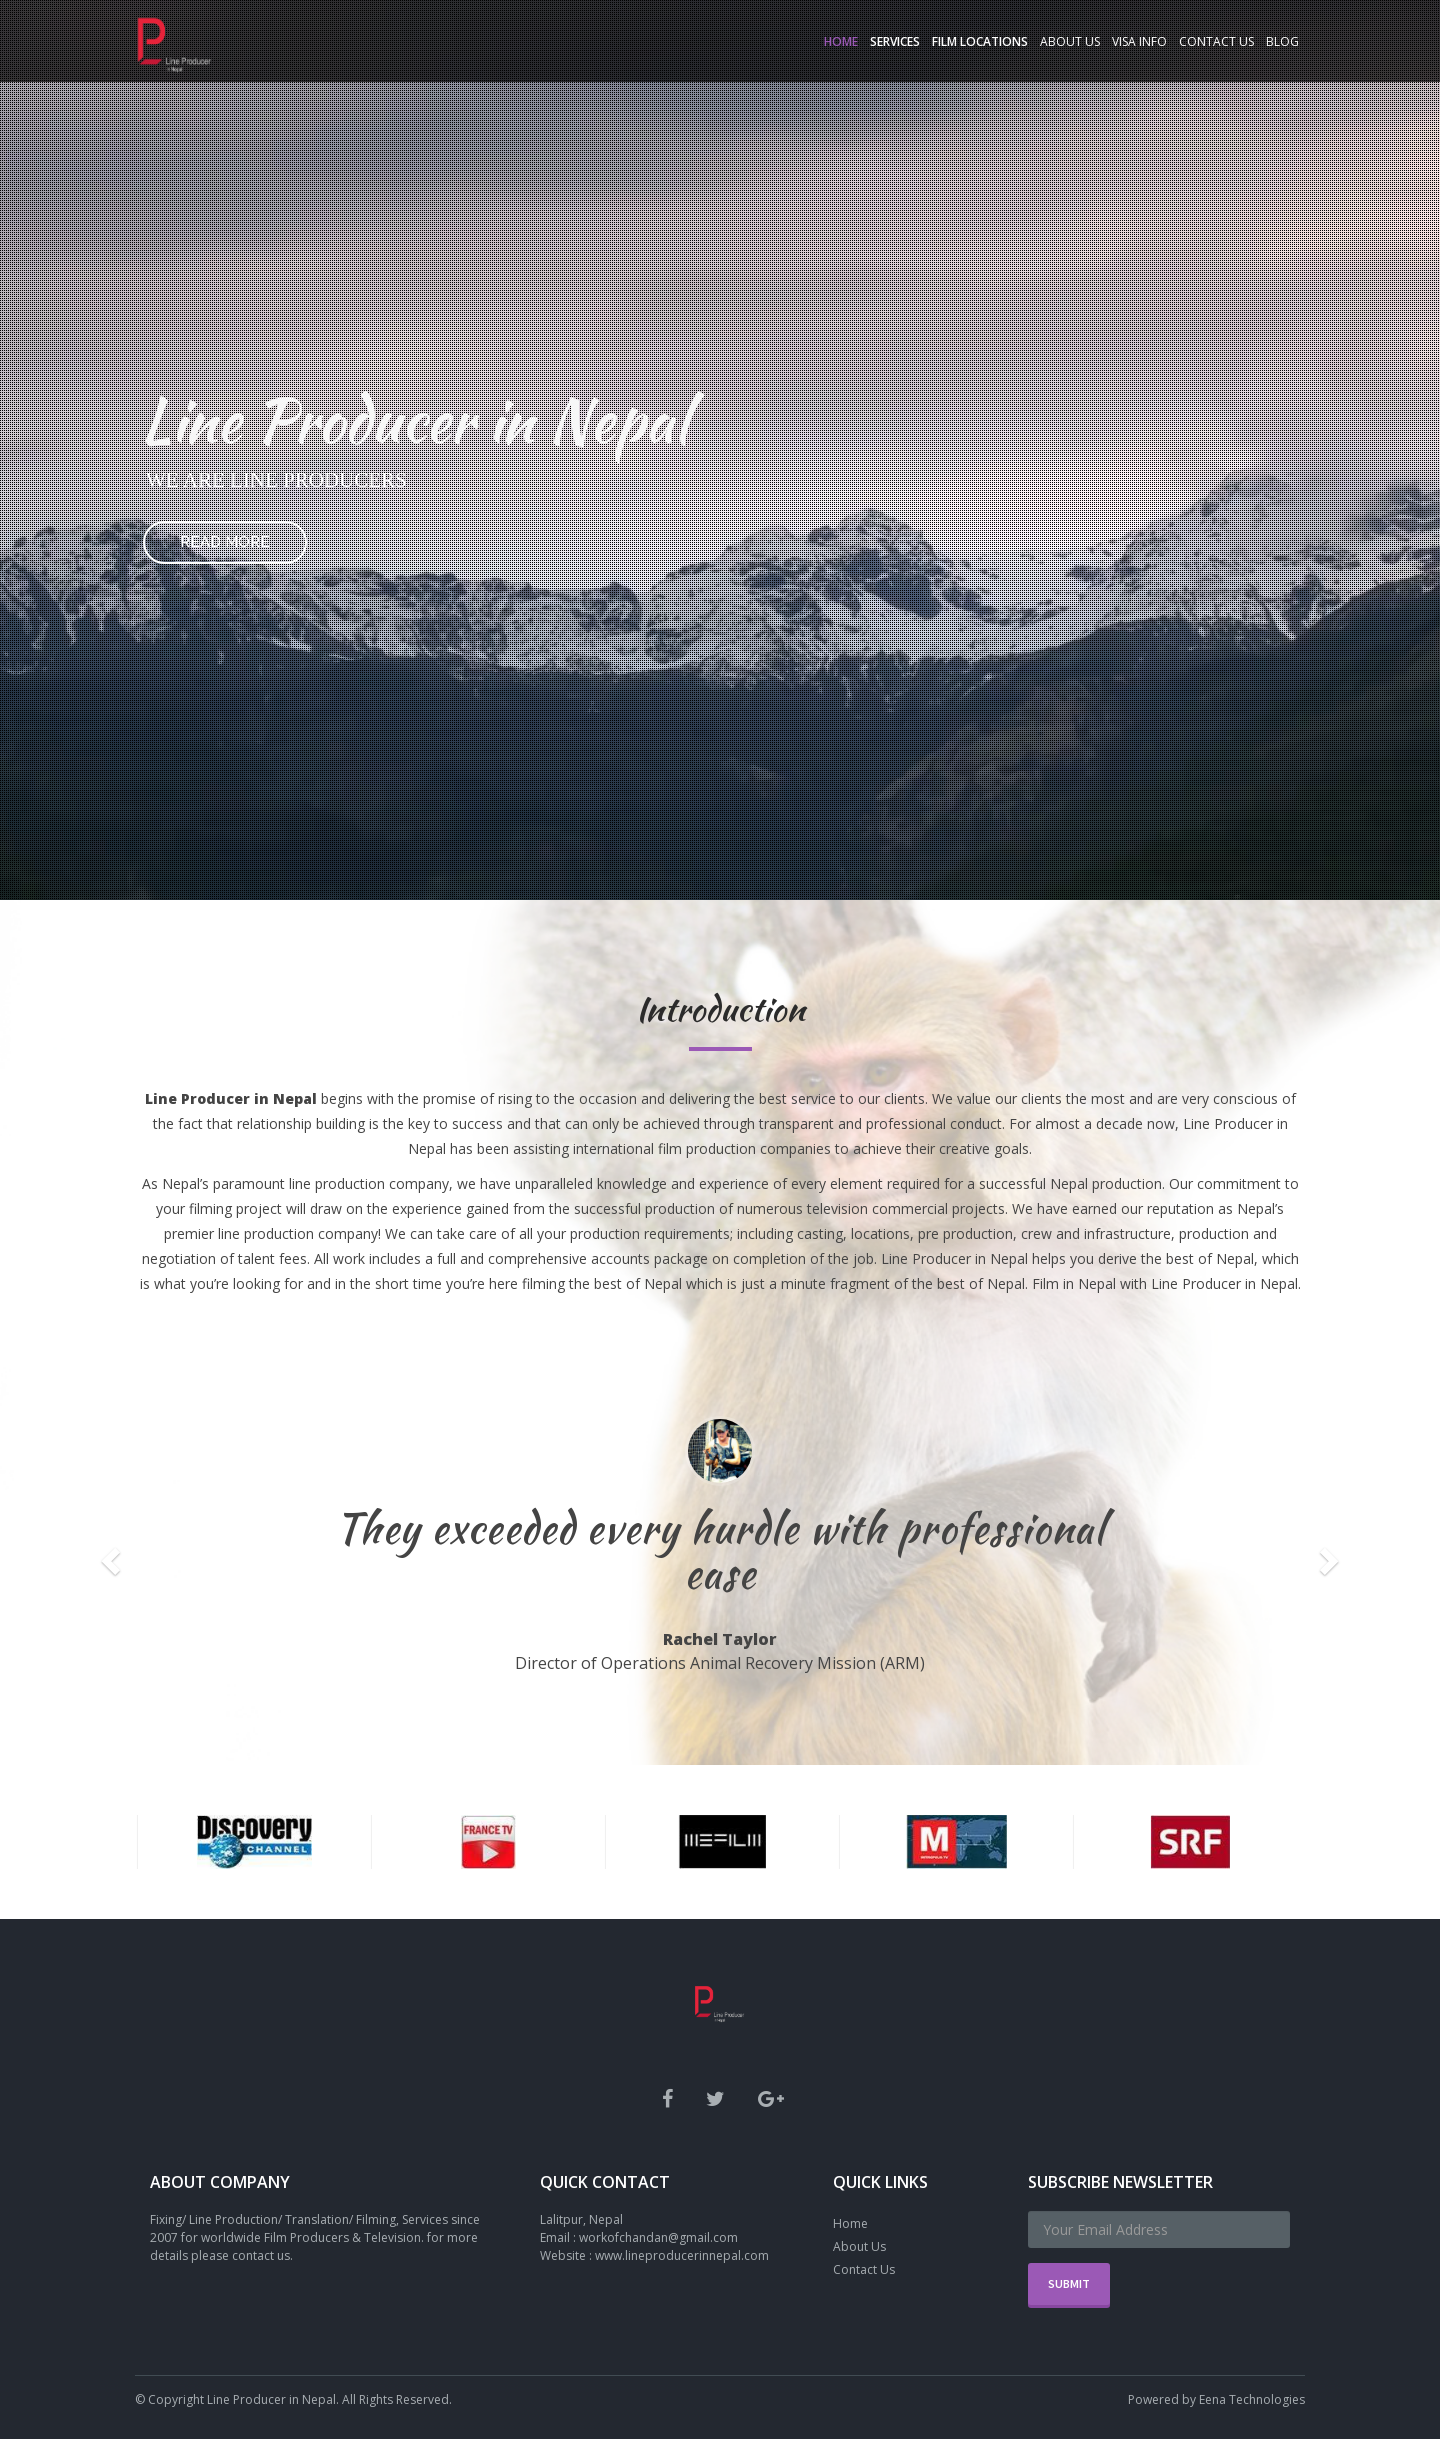 Line Producer
in Nepal
HOME SERVICES FILM LOCATIONS ABOUT US VISA INFO CONTACT US BLOG
Line Producer in Nepal
WE ARE LINE PRODUCERS
READ MORE
Introduction
Line Producer in Nepal begins with the promise of rising to the occasion and delivering the best service to our clients. We value our clients the most and are very conscious of
the fact that relationship building is the key to success and that can only be achieved through transparent and professional conduct. For almost a decade now, Line Producer in
Nepal has been assisting international film production companies to achieve their creative goals.
As Nepal’s paramount line production company, we have unparalleled knowledge and experience of every element required for a successful Nepal production. Our commitment to
your filming project will draw on the experience gained from the successful production of numerous television commercial projects. We have earned our reputation as Nepal’s
premier line production company! We can take care of all your production requirements; including casting, locations, pre production, crew and infrastructure, production and
negotiation of talent fees. All work includes a full and comprehensive accounts package on completion of the job. Line Producer in Nepal helps you derive the best of Nepal, which
is what you’re looking for and in the short time you’re here filming the best of Nepal which is just a minute fragment of the best of Nepal. Film in Nepal with Line Producer in Nepal.
They exceeded every hurdle with professional
ease
Rachel Taylor
Director of Operations Animal Recovery Mission (ARM)
Discovery
CHANNEL
FRANCE TV
M
SRF
Line Producer
in Nepal
ABOUT COMPANY
Fixing/ Line Production/ Translation/ Filming, Services since
2007 for worldwide Film Producers & Television. for more
details please contact us.
QUICK CONTACT
Lalitpur, Nepal
Email : workofchandan@gmail.com
Website : www.lineproducerinnepal.com
QUICK LINKS
Home
About Us
Contact Us
SUBSCRIBE NEWSLETTER
Your Email Address
SUBMIT
© Copyright Line Producer in Nepal. All Rights Reserved.
Powered by Eena Technologies